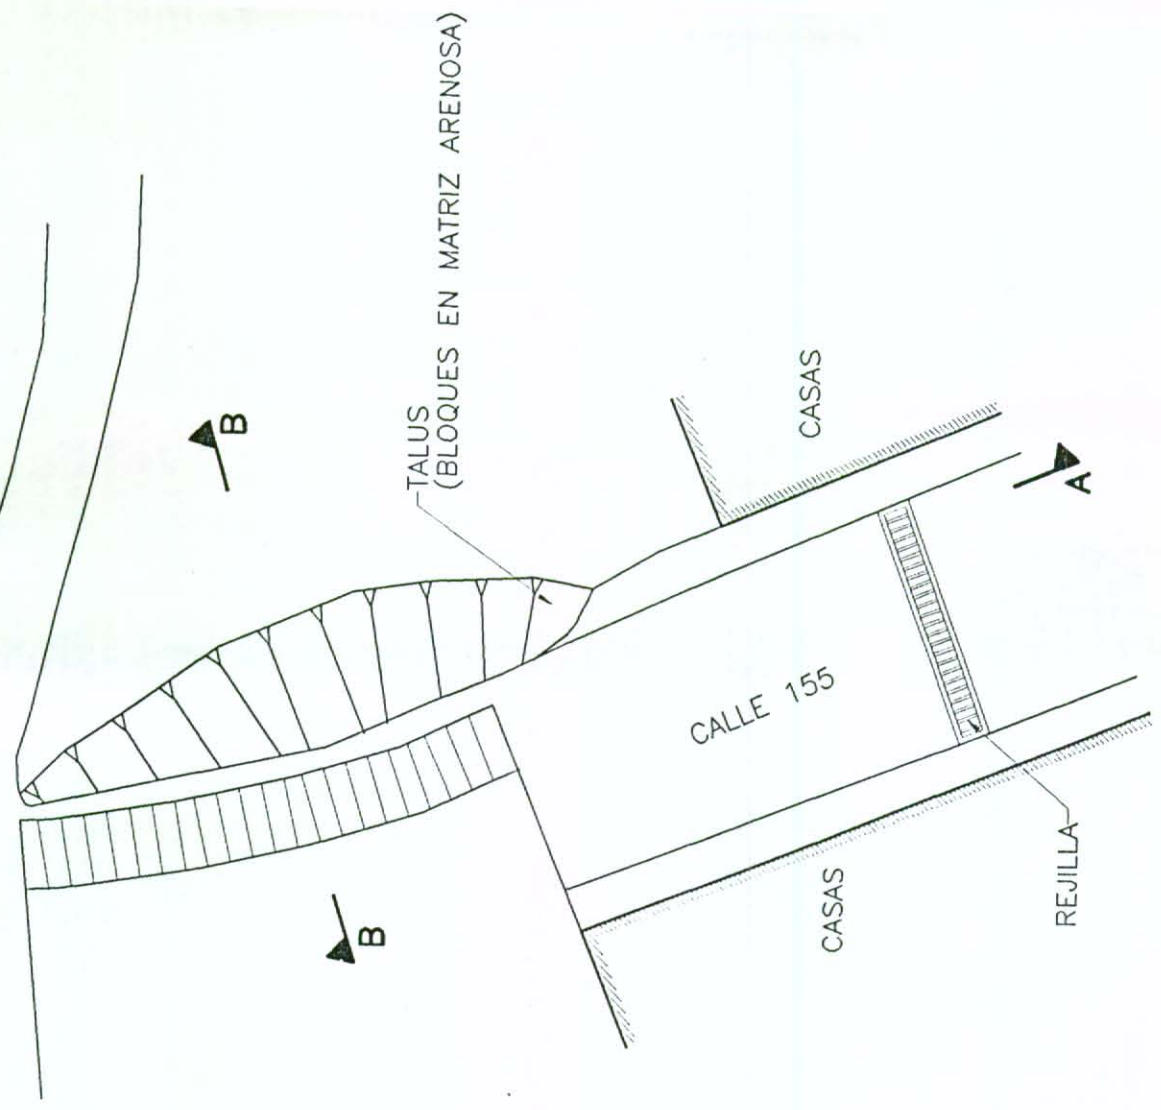 TALUS
(BLOQUES EN MATRIZ ARENOSA)
B
B
CASAS
CALLE 155
A
CASAS
REJILLA